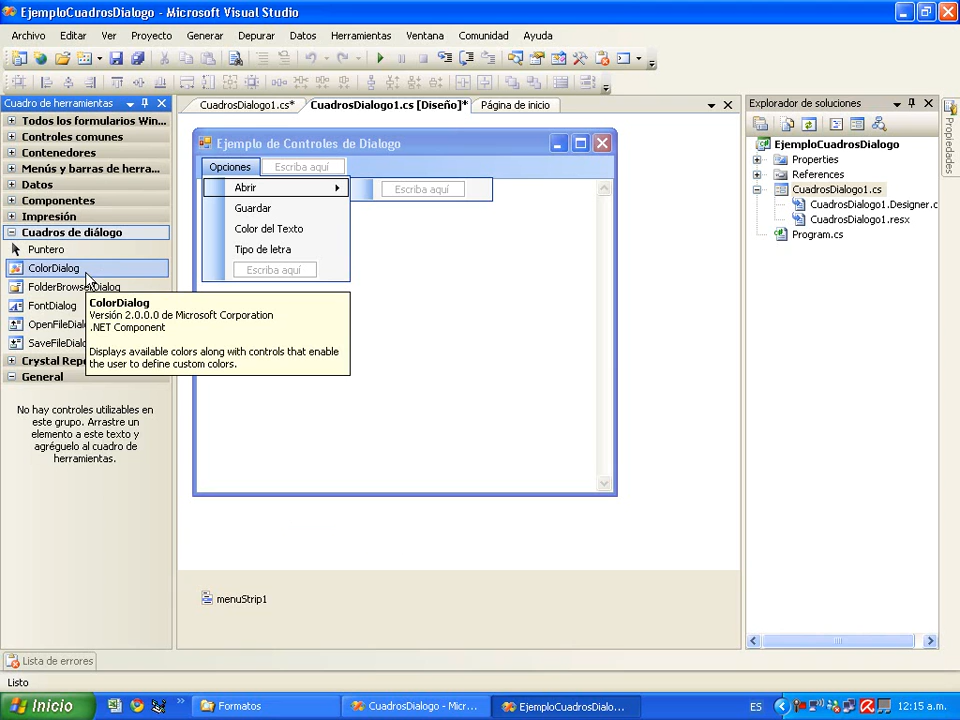 EjemploCuadrosDialogo - Microsoft Visual Studio
Archivo Editar Ver Proyecto Generar Depurar Datos Herramientas Ventana Comunidad Ayuda
Cuadro de herramientas
CuadrosDialogo1.cs* CuadrosDialogo1.cs [Diseño]* Página de inicio
Explorador de soluciones
Propiedades
Todos los formularios Win...
Controles comunes
Contenedores
Menús y barras de herra...
Datos
Componentes
Impresión
Cuadros de diálogo
Puntero
ColorDialog
FolderBrowserDialog
FontDialog
OpenFileDialo
SaveFileDialo
Crystal Repo
General
No hay controles utilizables en
este grupo. Arrastre un
elemento a este texto y
agréguelo al cuadro de
herramientas.
ColorDialog
Versión 2.0.0.0 de Microsoft Corporation
.NET Component
Displays available colors along with controls that enable
the user to define custom colors.
Ejemplo de Controles de Dialogo
Opciones Escriba aquí
Abrir Escriba aquí
Guardar
Color del Texto
Tipo de letra
Escriba aquí
menuStrip1
EjemploCuadrosDialogo
Properties
References
CuadrosDialogo1.cs
CuadrosDialogo1.Designer.c
CuadrosDialogo1.resx
Program.cs
Lista de errores
Listo
Inicio
Formatos
CuadrosDialogo - Micr...
EjemploCuadrosDialo...
ES
12:15 a.m.